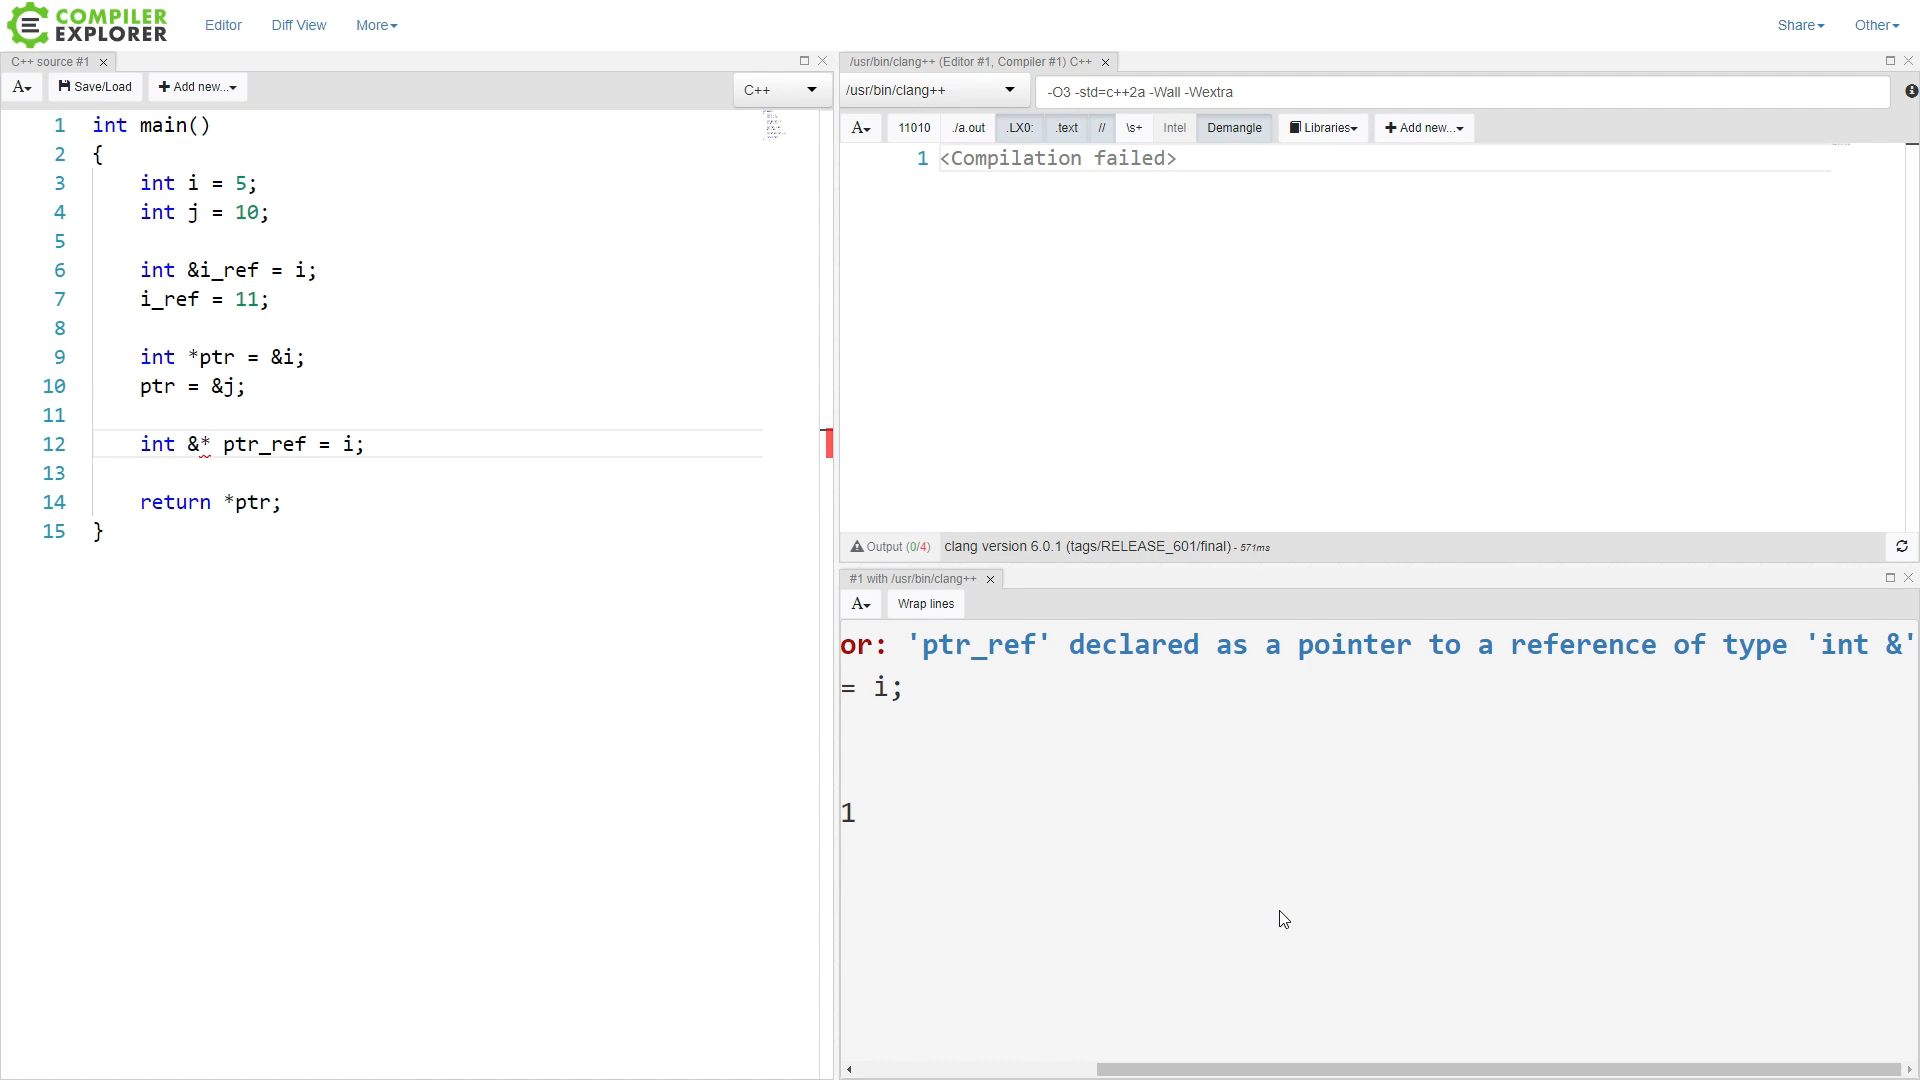 COMPILER EXPLORER
Editor Diff View More
Share Other
C++ source #1
A Save/Load Add new...
C++
1 int main()
2 {
3 int i = 5;
4 int j = 10;
5
6 int &i_ref = i;
7 i_ref = 11;
8
9 int *ptr = &i;
10 ptr = &j;
11
12 int &* ptr_ref = i;
13
14 return *ptr;
15 }
/usr/bin/clang++ (Editor #1, Compiler #1) C++
/usr/bin/clang++ -O3 -std=c++2a -Wall -Wextra
A 11010 ./a.out .LX0: .text // \s+ Intel Demangle Libraries Add new...
1 <Compilation failed>
Output (0/4) clang version 6.0.1 (tags/RELEASE_601/final) - 571ms
#1 with /usr/bin/clang++
A Wrap lines
or: 'ptr_ref' declared as a pointer to a reference of type 'int &'
= i;
1